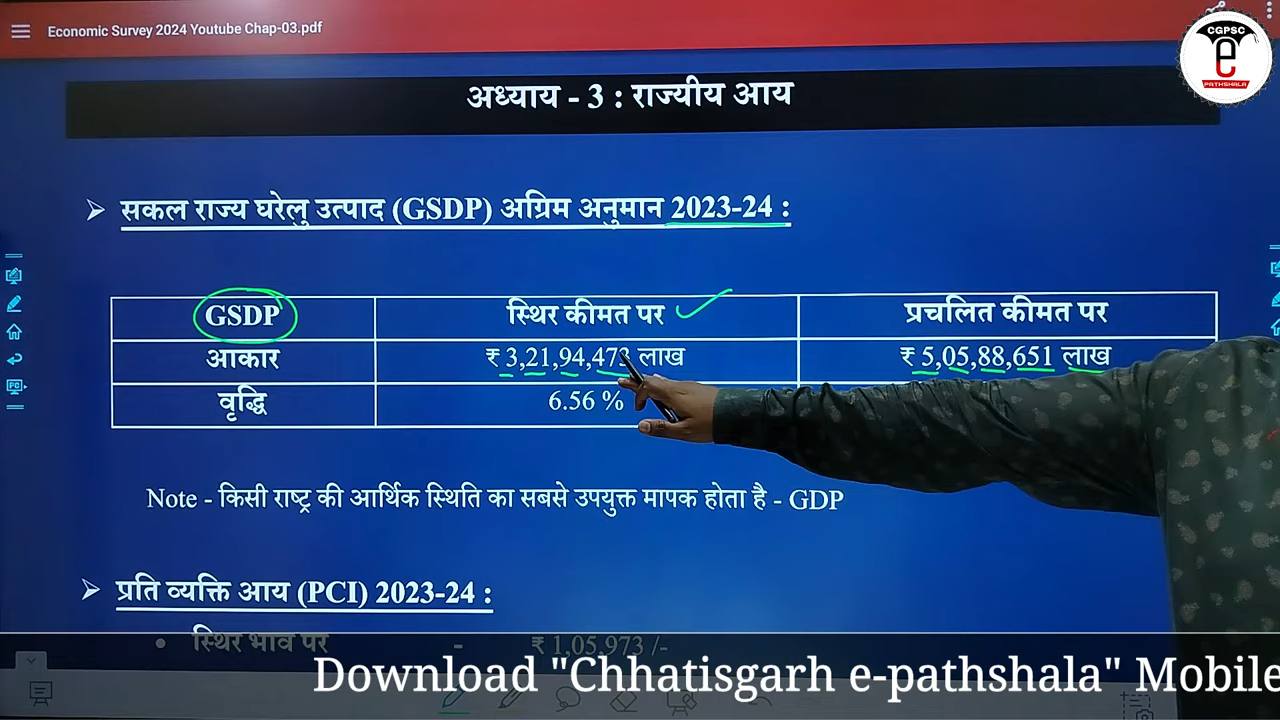 Economic Survey 2024 Youtube Chap-03.pdf
CGPSC
e
PATHSHALA
अध्याय - 3 : राज्यीय आय
➢ सकल राज्य घरेलु उत्पाद (GSDP) अग्रिम अनुमान 2023-24 :
GSDP स्थिर कीमत पर प्रचलित कीमत पर
आकार ₹ 3,21,94,473 लाख ₹ 5,05,88,651 लाख
वृद्धि 6.56 %
Note - किसी राष्ट्र की आर्थिक स्थिति का सबसे उपयुक्त मापक होता है - GDP
➢ प्रति व्यक्ति आय (PCI) 2023-24 :
• स्थिर भाव पर - ₹ 1,05,973 /-
Download "Chhatisgarh e-pathshala" Mobile